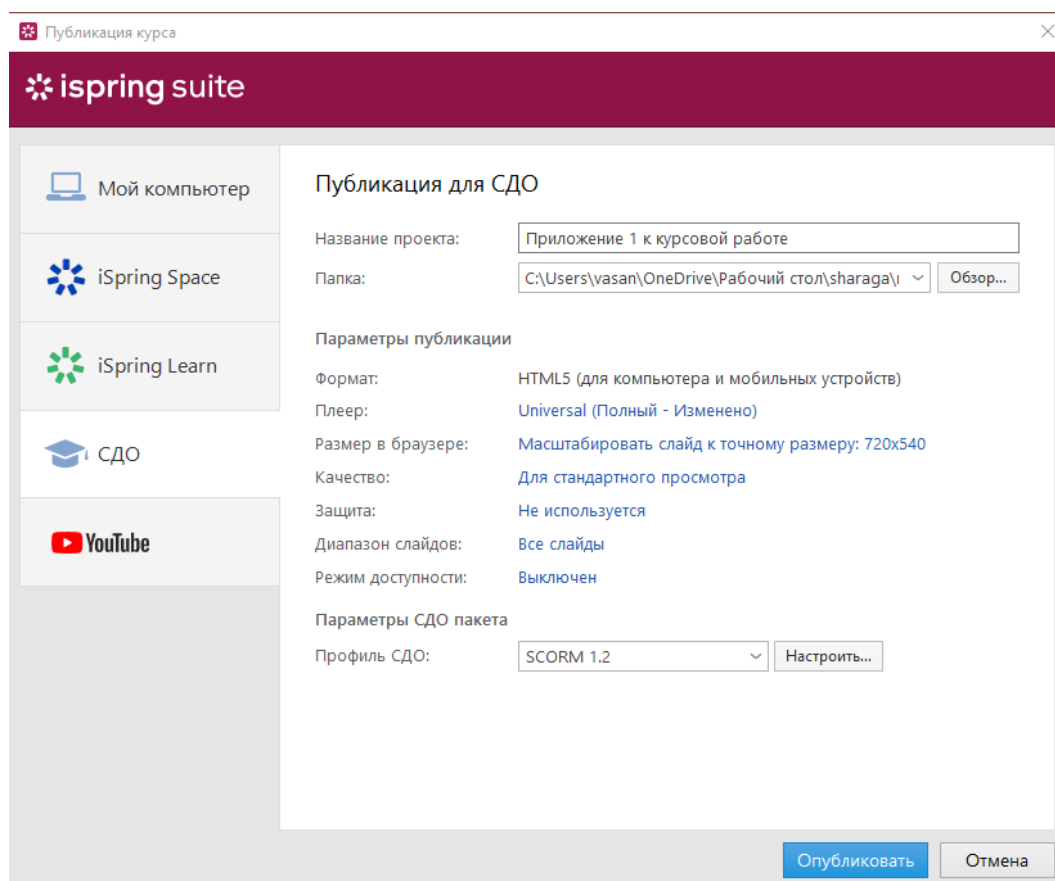 Публикация курса
ispring suite
Мой компьютер
iSpring Space
iSpring Learn
СДО
YouTube
Публикация для СДО
Название проекта: Приложение 1 к курсовой работе
Папка: C:\Users\vasan\OneDrive\Рабочий стол\sharaga\ Обзор...
Параметры публикации
Формат: HTML5 (для компьютера и мобильных устройств)
Плеер: Universal (Полный - Изменено)
Размер в браузере: Масштабировать слайд к точному размеру: 720x540
Качество: Для стандартного просмотра
Защита: Не используется
Диапазон слайдов: Все слайды
Режим доступности: Выключен
Параметры СДО пакета
Профиль СДО: SCORM 1.2 Настроить...
Опубликовать Отмена